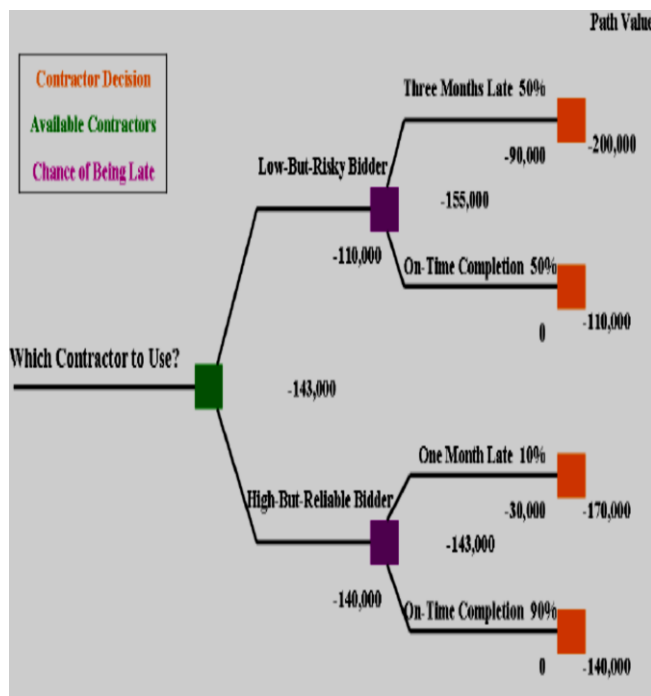 Path Value
Contractor Decision
Available Contractors
Chance of Being Late
Three Months Late 50%
-90,000
-200,000
Low-But-Risky Bidder
-155,000
-110,000
On-Time Completion 50%
0
-110,000
Which Contractor to Use?
-143,000
One Month Late 10%
-30,000
-170,000
High-But-Reliable Bidder
-143,000
-140,000
On-Time Completion 90%
0
-140,000